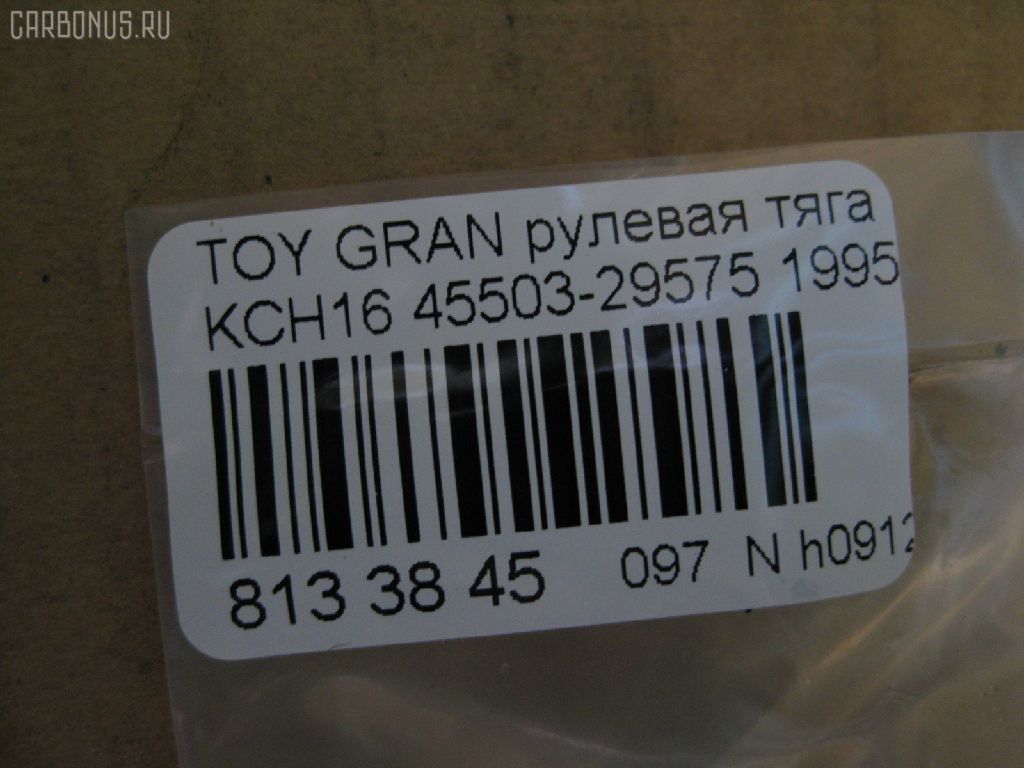 CARBONUS.RU
TOY GRAN рулевая тяга
KCH16 45503-29575 1995
813 38 45 097 N h0912